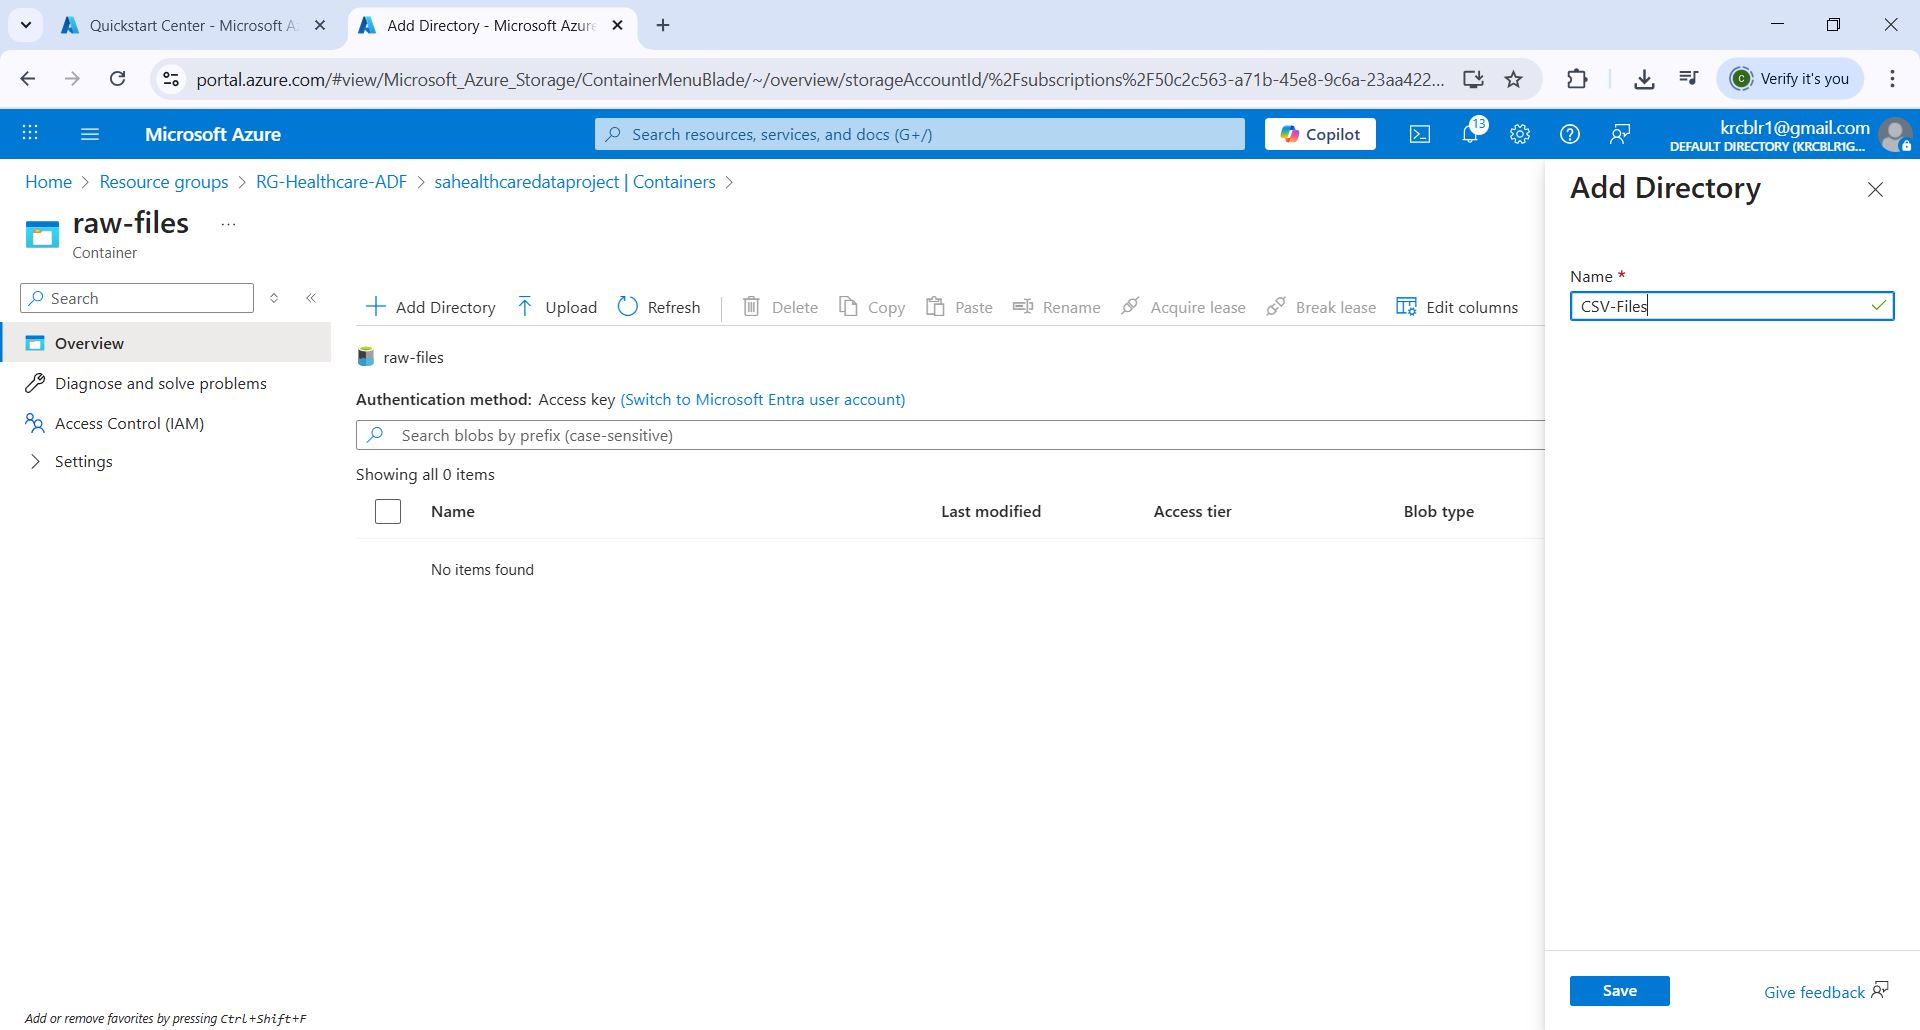 Quickstart Center - Microsoft A
Add Directory - Microsoft Azure
portal.azure.com/#view/Microsoft_Azure_Storage/ContainerMenuBlade/~/overview/storageAccountId/%2Fsubscriptions%2F50c2c563-a71b-45e8-9c6a-23aa422...
C
Verify it's you
Microsoft Azure
Search resources, services, and docs (G+/)
Copilot
13
krcblr1@gmail.com
DEFAULT DIRECTORY (KRCBLR1G...
Home > Resource groups > RG-Healthcare-ADF > sahealthcaredataproject | Containers >
raw-files ...
Container
Search
Overview
Diagnose and solve problems
Access Control (IAM)
Settings
Add Directory Upload Refresh Delete Copy Paste Rename Acquire lease Break lease Edit columns
raw-files
Authentication method: Access key (Switch to Microsoft Entra user account)
Search blobs by prefix (case-sensitive)
Showing all 0 items
Name Last modified Access tier Blob type
No items found
Add Directory
Name *
CSV-Files
Save
Give feedback
Add or remove favorites by pressing Ctrl+Shift+F